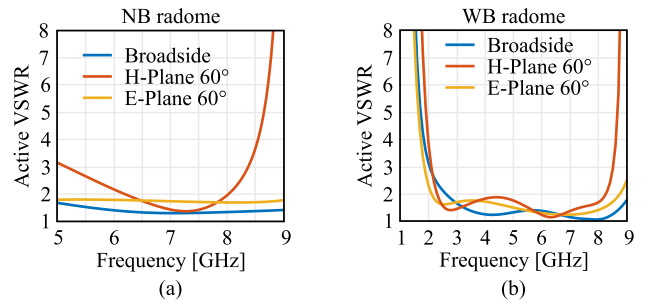 NB radome
8
7
6
5
4
3
2
1
Active VSWR
Broadside
H-Plane 60°
E-Plane 60°
5 6 7 8 9
Frequency [GHz]
(a)
WB radome
8
7
6
5
4
3
2
1
Active VSWR
Broadside
H-Plane 60°
E-Plane 60°
1 2 3 4 5 6 7 8 9
Frequency [GHz]
(b)